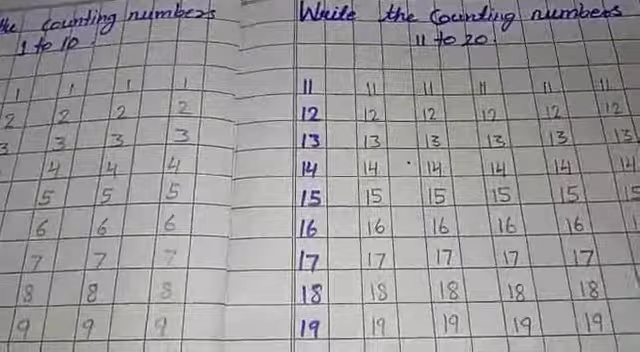 the counting numbers
1 to 10.
1 1 1 1
2 2 2 2
3 3 3 3
4 4 4
5 5 5
6 6 6
7 7 7
8 8 8
9 9 9
Write the Counting numbers
11 to 20.
11 11 11 11 11 11
12 12 12 12 12 12
13 13 13 13 13 13
14 14 14 14 14 14
15 15 15 15 15 15
16 16 16 16 16 1
17 17 17 17 17
18 18 18 18 18
19 19 19 19 19